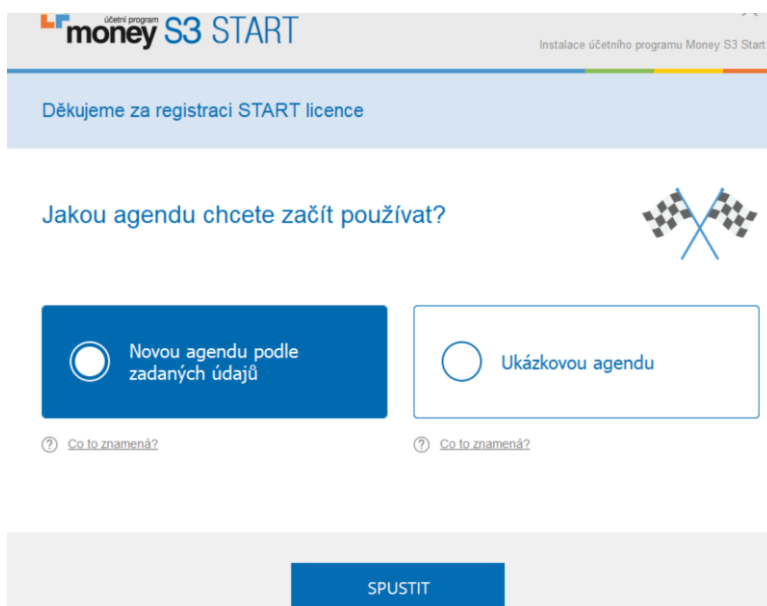 účetní program
money S3 START
Instalace účetního programu Money S3 Start
Děkujeme za registraci START licence
Jakou agendu chcete začít používat?
Novou agendu podle
zadaných údajů
Ukázkovou agendu
? Co to znamená?
? Co to znamená?
SPUSTIT